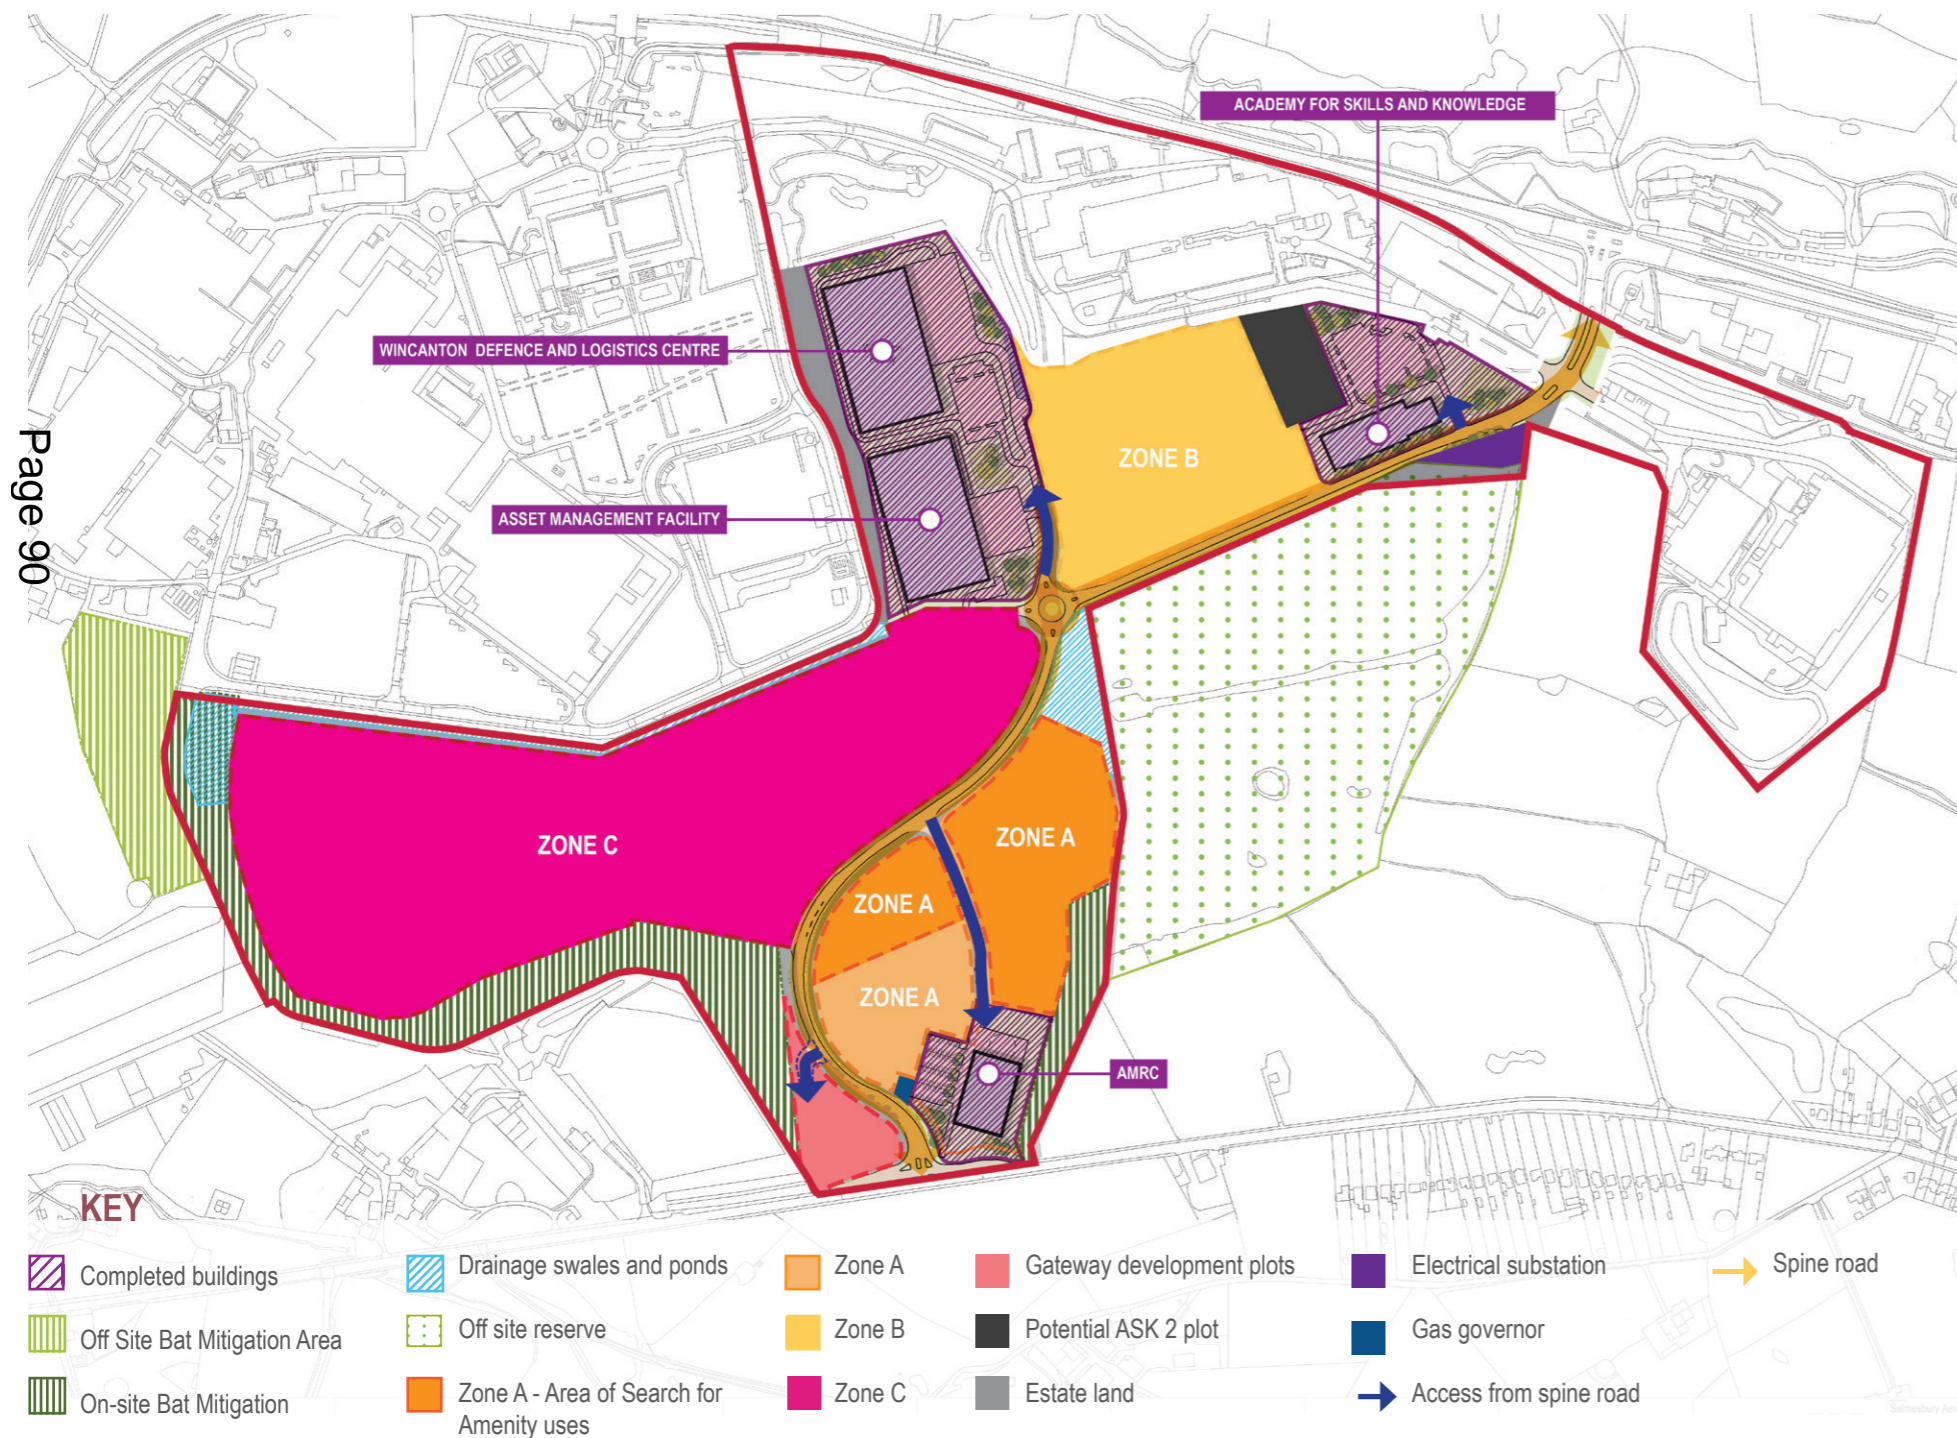 ACADEMY FOR SKILLS AND KNOWLEDGE
WINCANTON DEFENCE AND LOGISTICS CENTRE
ZONE B
Page 90
ASSET MANAGEMENT FACILITY
ZONE C
ZONE A
ZONE A
ZONE A
AMRC
KEY
Completed buildings
Off Site Bat Mitigation Area
On-site Bat Mitigation
Drainage swales and ponds
Off site reserve
Zone A - Area of Search for
Amenity uses
Zone A
Zone B
Zone C
Gateway development plots
Potential ASK 2 plot
Estate land
Electrical substation
Gas governor
Access from spine road
Spine road